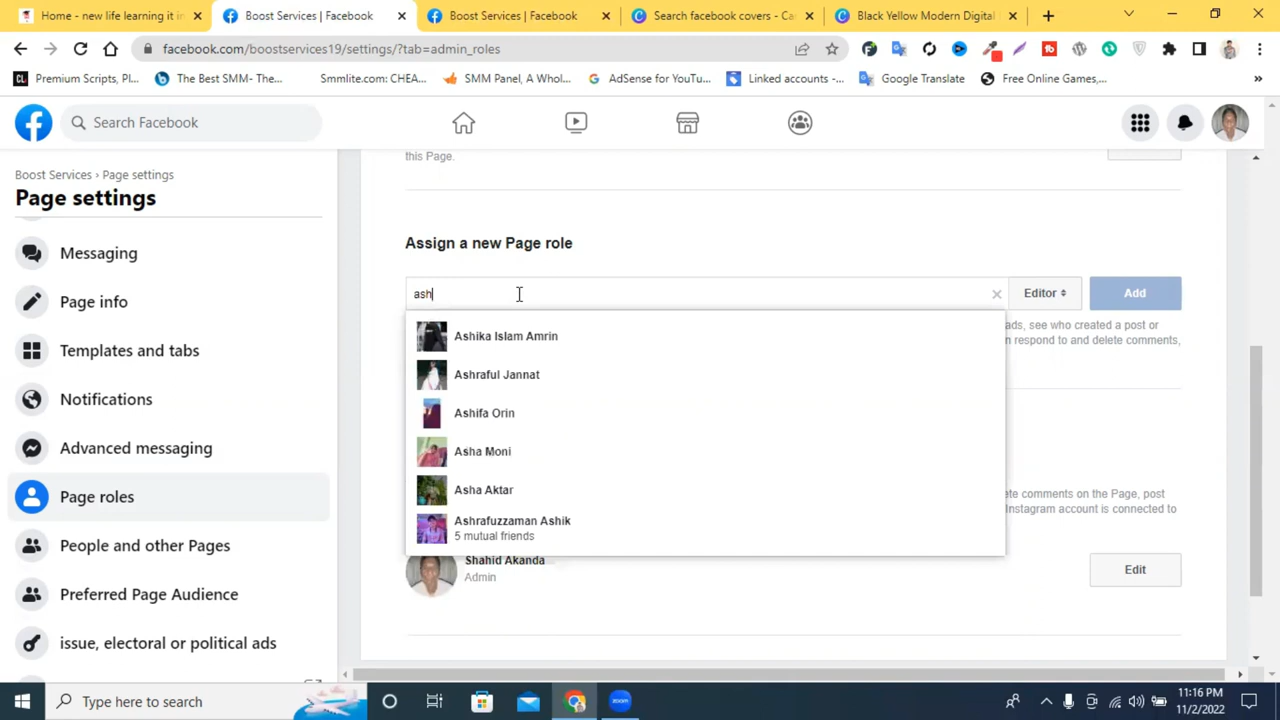 Home - new life learning it in
Boost Services | Facebook
Boost Services | Facebook
Search facebook covers - Ca
Black Yellow Modern Digital
facebook.com/boostservices19/settings/?tab=admin_roles
Premium Scripts, Pl...
The Best SMM- The...
Smmlite.com: CHEA...
SMM Panel, A Whol...
AdSense for YouTu...
Linked accounts -...
Google Translate
Free Online Games,...
»
Search Facebook
Boost Services › Page settings
Page settings
Messaging
Page info
Templates and tabs
Notifications
Advanced messaging
Page roles
People and other Pages
Preferred Page Audience
issue, electoral or political ads
this Page.
Assign a new Page role
ash
Editor
Add
Ashika Islam Amrin
Ashraful Jannat
Ashifa Orin
Asha Moni
Asha Aktar
Ashrafuzzaman Ashik
5 mutual friends
ads, see who created a post or
n respond to and delete comments,
ete comments on the Page, post
Instagram account is connected to
Shahid Akanda
Admin
Edit
Type here to search
zoom
11:16 PM
11/2/2022